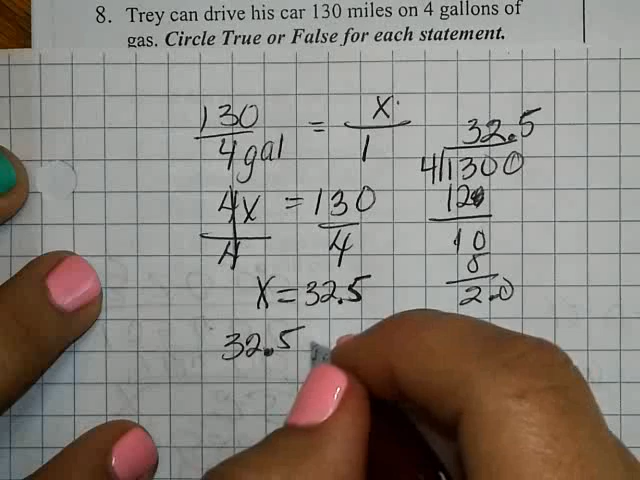 8. Trey can drive his car 130 miles on 4 gallons of
gas. Circle True or False for each statement.
130 = x
4gal 1
4x = 130
4 4
x = 32.5
32.5
32.5
4 1300
12
10
8
2.0